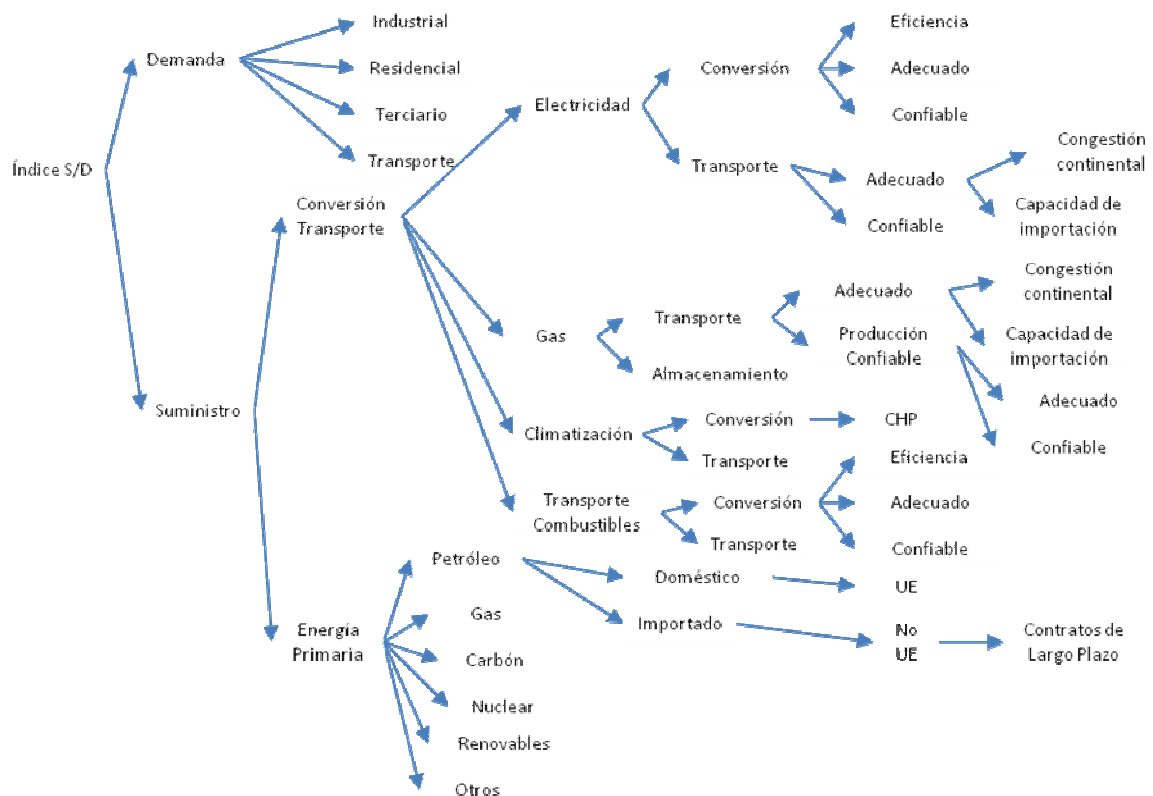 Índice S/D
Demanda
Industrial
Residencial
Terciario
Transporte
Suministro
Conversión
Transporte
Electricidad
Conversión
Eficiencia
Adecuado
Confiable
Transporte
Adecuado
Congestión
continental
Capacidad de
importación
Confiable
Gas
Transporte
Adecuado
Congestión
continental
Capacidad de
importación
Producción
Confiable
Adecuado
Confiable
Almacenamiento
Climatización
Conversión
CHP
Transporte
Transporte
Combustibles
Conversión
Eficiencia
Adecuado
Confiable
Transporte
Energía
Primaria
Petróleo
Doméstico
UE
Importado
No
UE
Contratos de
Largo Plazo
Gas
Carbón
Nuclear
Renovables
Otros